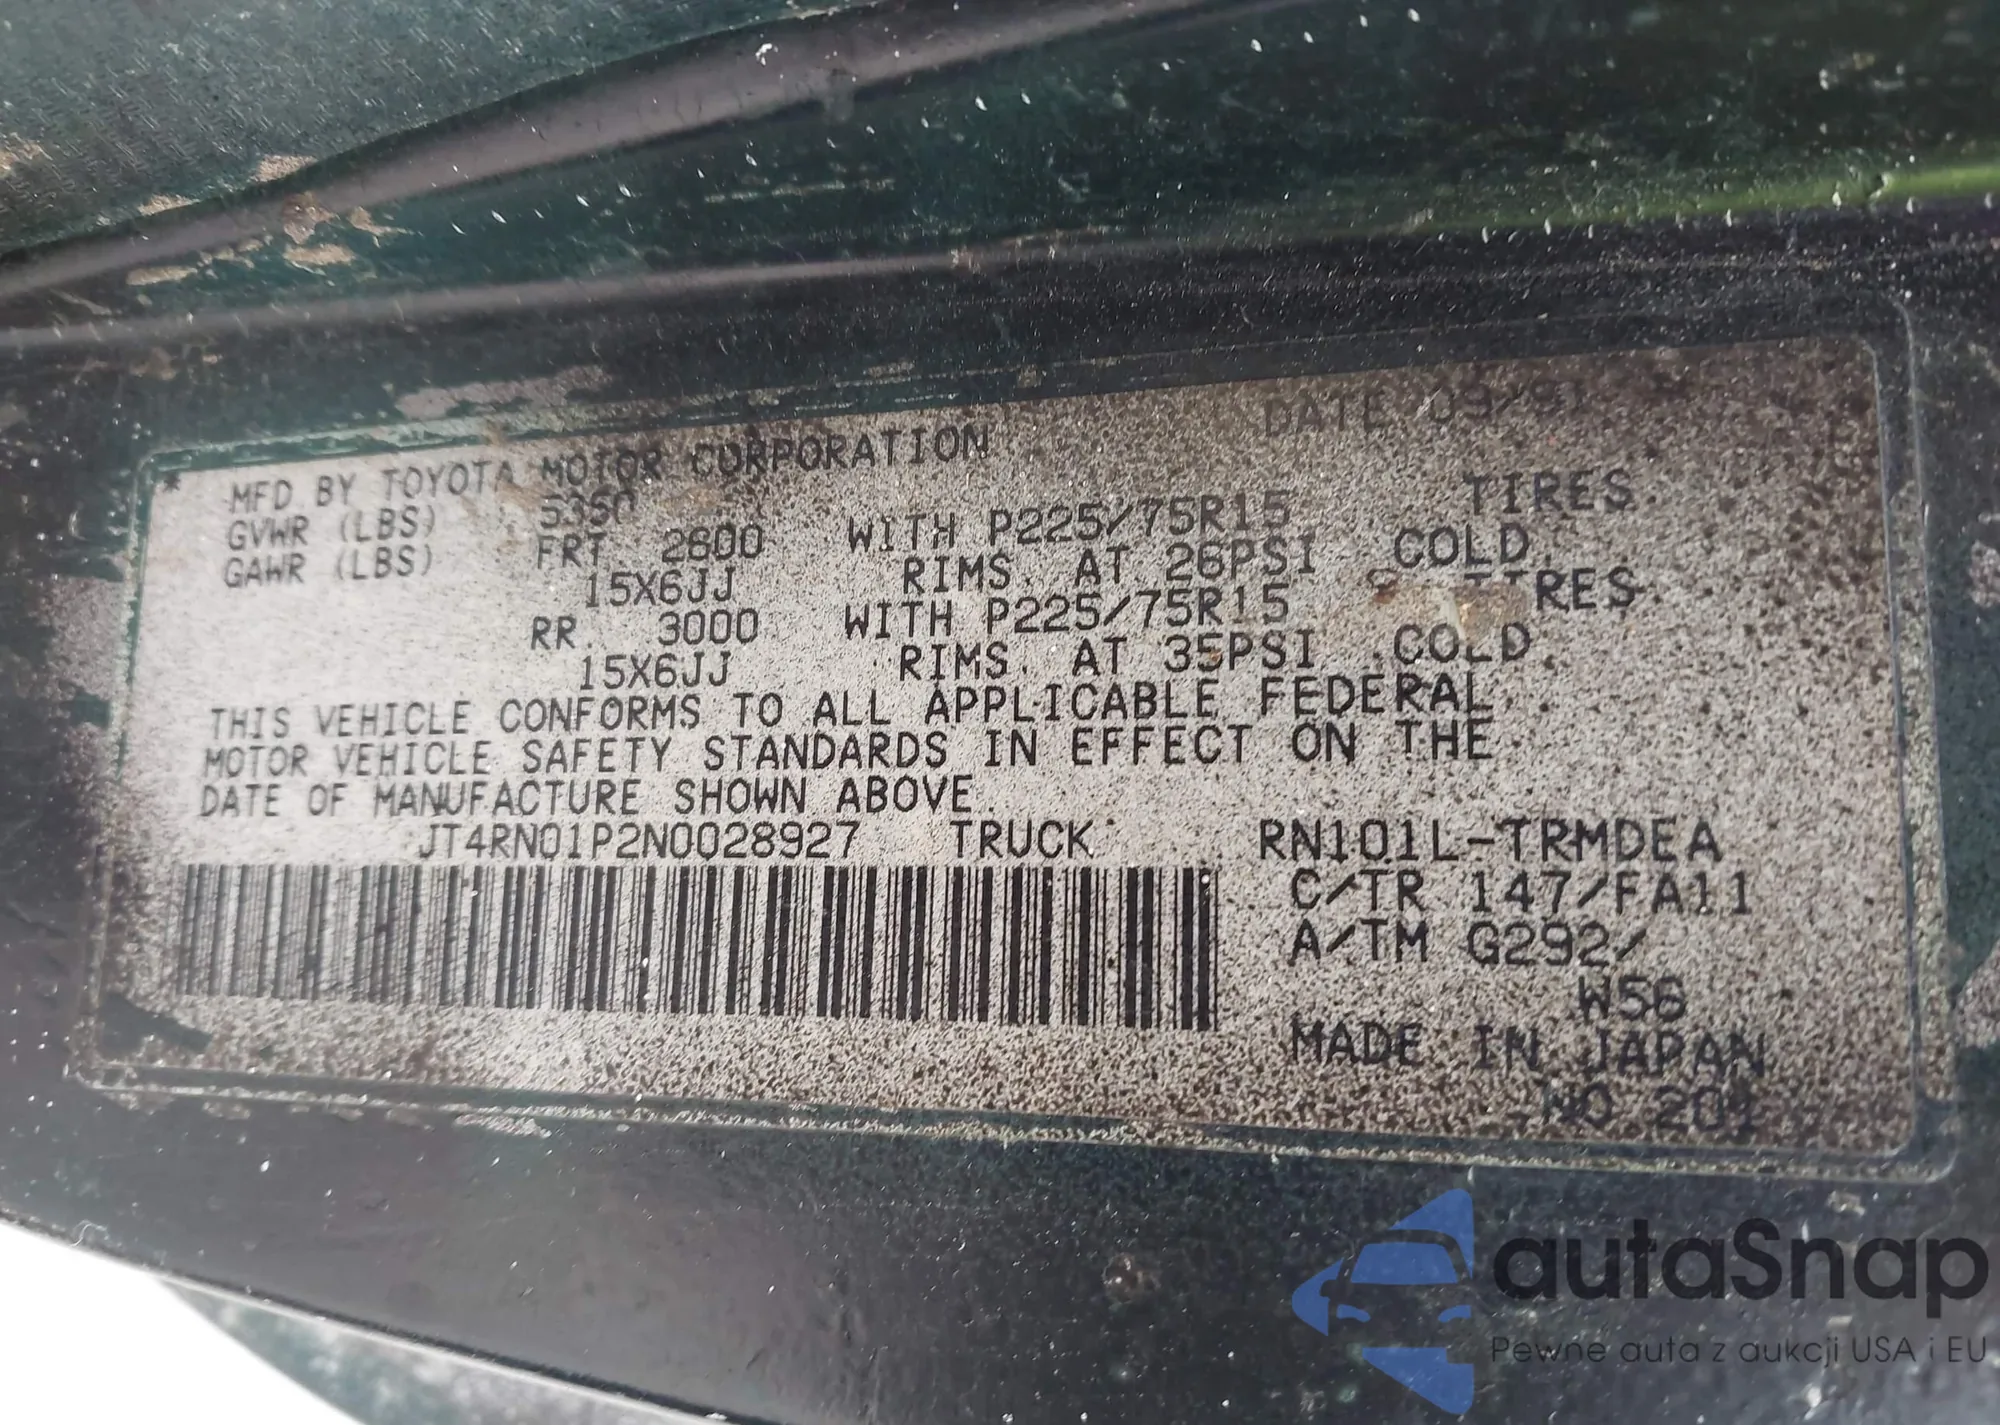 * MFD BY TOYOTA MOTOR CORPORATION DATE 09/91
GVWR (LBS) 5350
GAWR (LBS) FRT 2800 WITH P225/75R15 TIRES.
15X6JJ RIMS. AT 26PSI COLD.
RR. 3000 WITH P225/75R15 TIRES.
15X6JJ RIMS. AT 35PSI COLD.
THIS VEHICLE CONFORMS TO ALL APPLICABLE FEDERAL
MOTOR VEHICLE SAFETY STANDARDS IN EFFECT ON THE
DATE OF MANUFACTURE SHOWN ABOVE.
JT4RN01P2N0028927 TRUCK RN101L-TRMDEA
C/TR 147/FA11
A/TM G292/
W56
MADE IN JAPAN
NO 201
autaSnap
Pewne auta z aukcji USA i EU